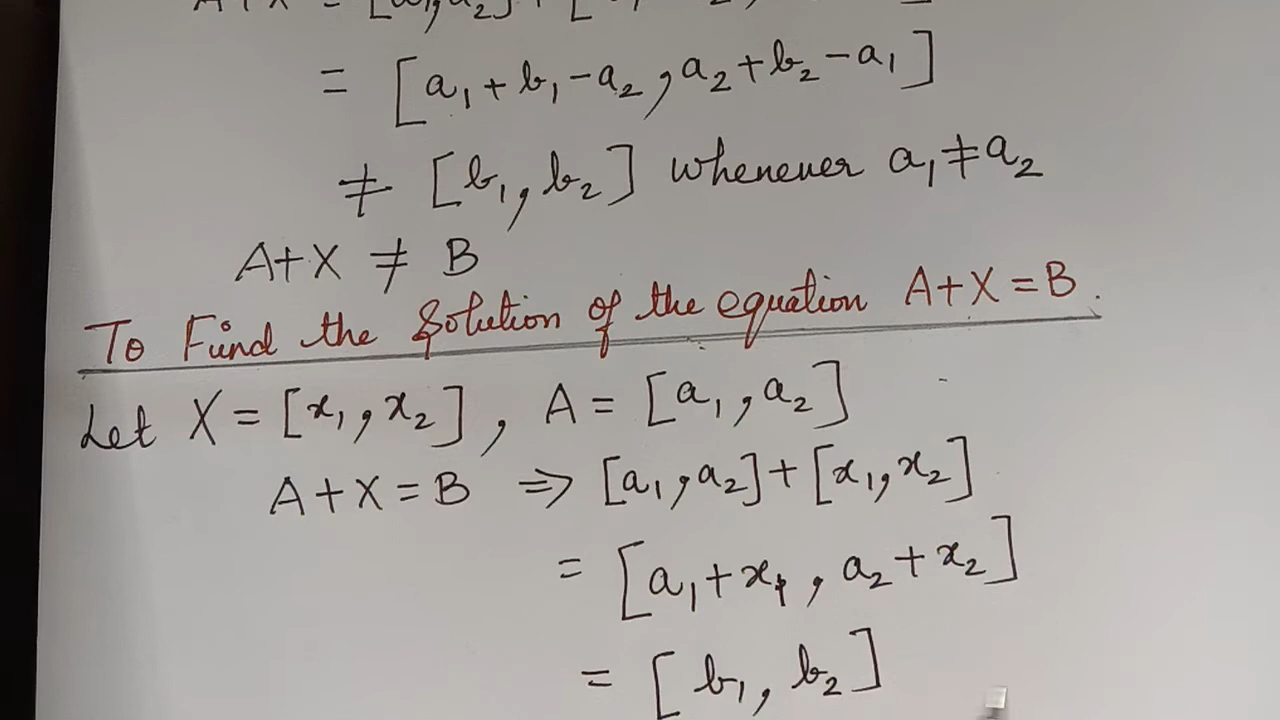 = [a₁ + b₁ - a₂ , a₂ + b₂ - a₁]
≠ [b₁, b₂] whenever a₁ ≠ a₂
A+X ≠ B
To Find the Solution of the equation A+X = B.
Let X = [x₁, x₂], A = [a₁, a₂]
A+X = B ⇒ [a₁, a₂] + [x₁, x₂]
= [a₁ + x₁, a₂ + x₂]
= [b₁, b₂]